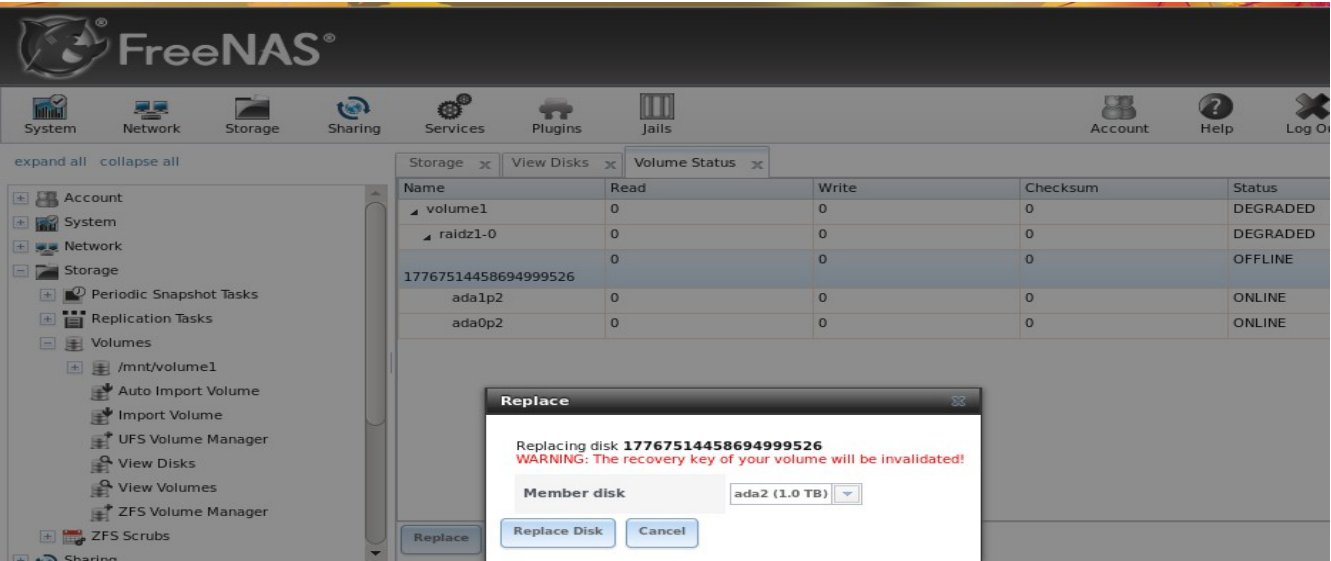 FreeNAS®
System Network Storage Sharing Services Plugins Jails Account Help Log Ou
expand all collapse all
Account
System
Network
Storage
Periodic Snapshot Tasks
Replication Tasks
Volumes
/mnt/volume1
Auto Import Volume
Import Volume
UFS Volume Manager
View Disks
View Volumes
ZFS Volume Manager
ZFS Scrubs
Sharing
Storage View Disks Volume Status
Name Read Write Checksum Status
volume1 0 0 0 DEGRADED
raidz1-0 0 0 0 DEGRADED
0 0 0 OFFLINE
17767514458694999526
ada1p2 0 0 0 ONLINE
ada0p2 0 0 0 ONLINE
Replace
Replace
Replacing disk 17767514458694999526
WARNING: The recovery key of your volume will be invalidated!
Member disk ada2 (1.0 TB)
Replace Disk Cancel